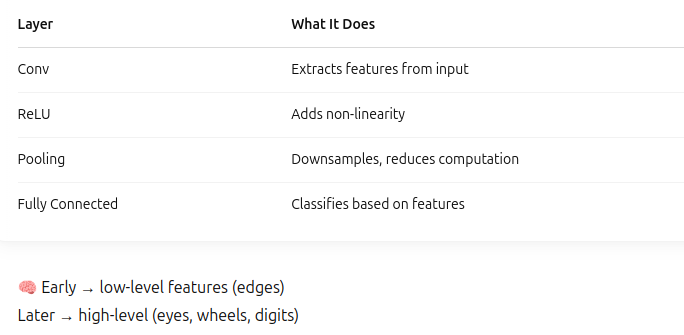 Layer What It Does
Conv Extracts features from input
ReLU Adds non-linearity
Pooling Downsamples, reduces computation
Fully Connected Classifies based on features
🧠 Early → low-level features (edges)
Later → high-level (eyes, wheels, digits)